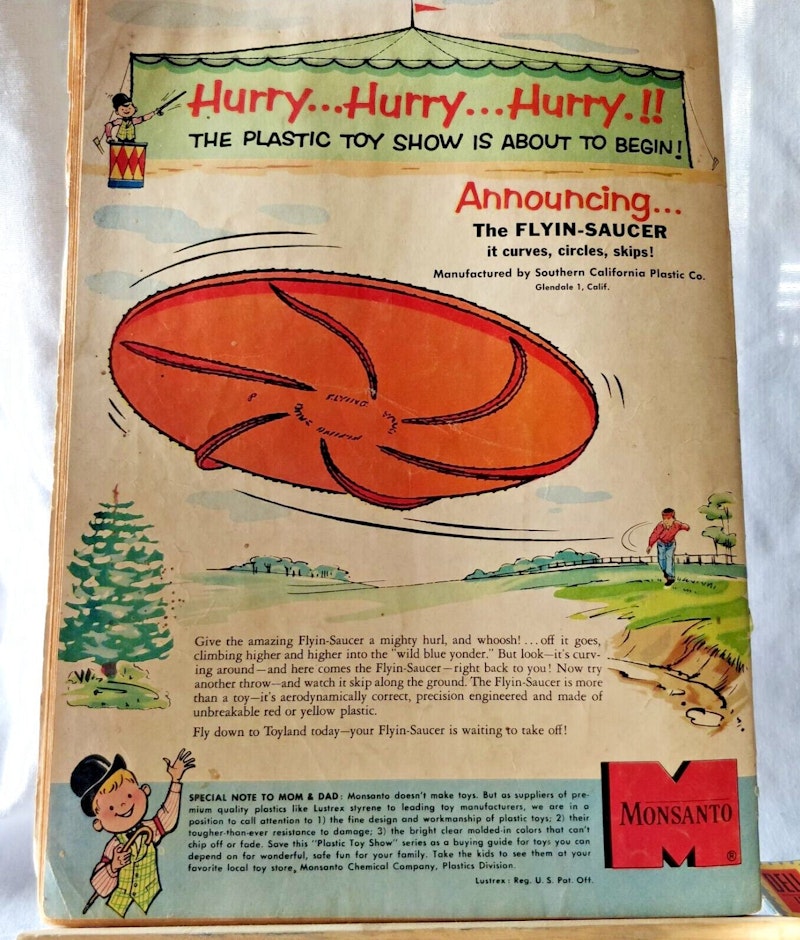 Hurry...Hurry...Hurry.!!
THE PLASTIC TOY SHOW IS ABOUT TO BEGIN!
Announcing...
The FLYIN-SAUCER
it curves, circles, skips!
Manufactured by Southern California Plastic Co.
Glendale 1, Calif.
FLYING
Give the amazing Flyin-Saucer a mighty hurl, and whoosh! ... off it goes,
climbing higher and higher into the "wild blue yonder." But look—it's curv-
ing around—and here comes the Flyin-Saucer—right back to you! Now try
another throw—and watch it skip along the ground. The Flyin-Saucer is more
than a toy—it's aerodynamically correct, precision engineered and made of
unbreakable red or yellow plastic.
Fly down to Toyland today—your Flyin-Saucer is waiting to take off!
SPECIAL NOTE TO MOM & DAD: Monsanto doesn't make toys. But as suppliers of pre-
mium quality plastics like Lustrex styrene to leading toy manufacturers, we are in a
position to call attention to 1) the fine design and workmanship of plastic toys; 2) their
tougher-than-ever resistance to damage; 3) the bright clear molded-in colors that can't
chip off or fade. Save this "Plastic Toy Show" series as a buying guide for toys you can
depend on for wonderful, safe fun for your family. Take the kids to see them at your
favorite local toy store, Monsanto Chemical Company, Plastics Division.
Lustrex: Reg. U. S. Pat. Off.
MONSANTO
®